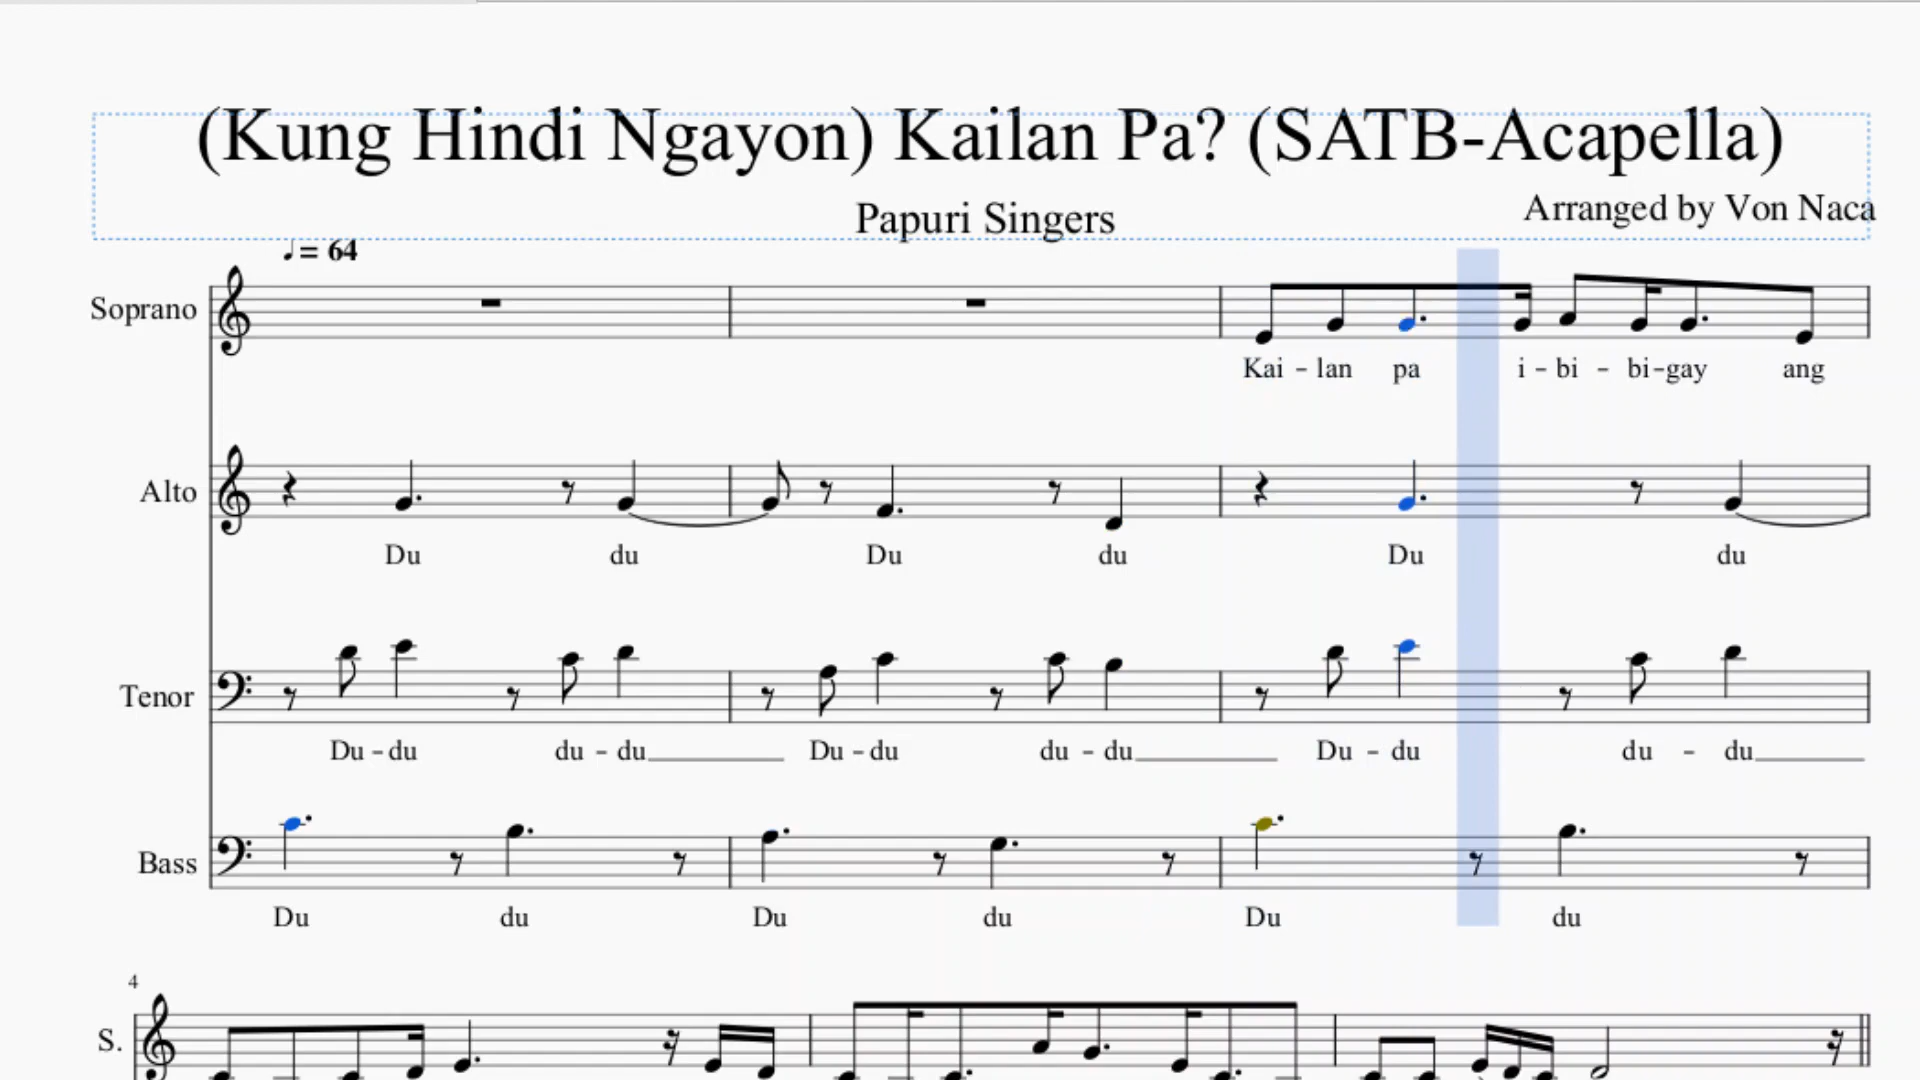 (Kung Hindi Ngayon) Kailan Pa? (SATB-Acapella)
Papuri Singers
Arranged by Von Naca
♩ = 64
Soprano
Kai - lan pa i - bi - bi - gay ang
Alto
Du du Du du Du du
Tenor
Du - du du - du Du - du du - du Du - du du - du
Bass
Du du Du du Du du
4
S.